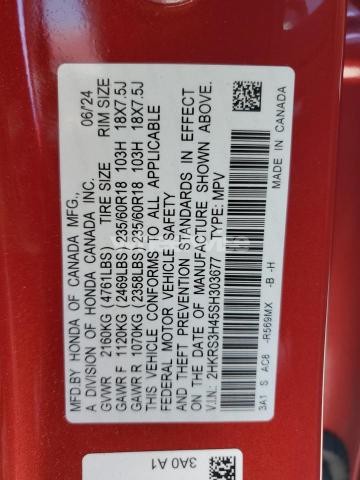 MFD.BY HONDA OF CANADA MFG.,
A DIVISION OF HONDA CANADA INC. 06/24
TIRE SIZE RIM SIZE
GVWR 2160KG (4761LBS)
GAWR F 1120KG (2469LBS) 235/60R18 103H 18X7.5J
GAWR R 1070KG (2358LBS) 235/60R18 103H 18X7.5J
THIS VEHICLE CONFORMS TO ALL APPLICABLE
FEDERAL MOTOR VEHICLE SAFETY
AND THEFT PREVENTION STANDARDS IN EFFECT
ON THE DATE OF MANUFACTURE SHOWN ABOVE.
V.I.N.: 2HKRS3H45SH303677 TYPE: MPV
3A1 S AC8 -R569MX -B -H
MADE IN CANADA
3A0 A1